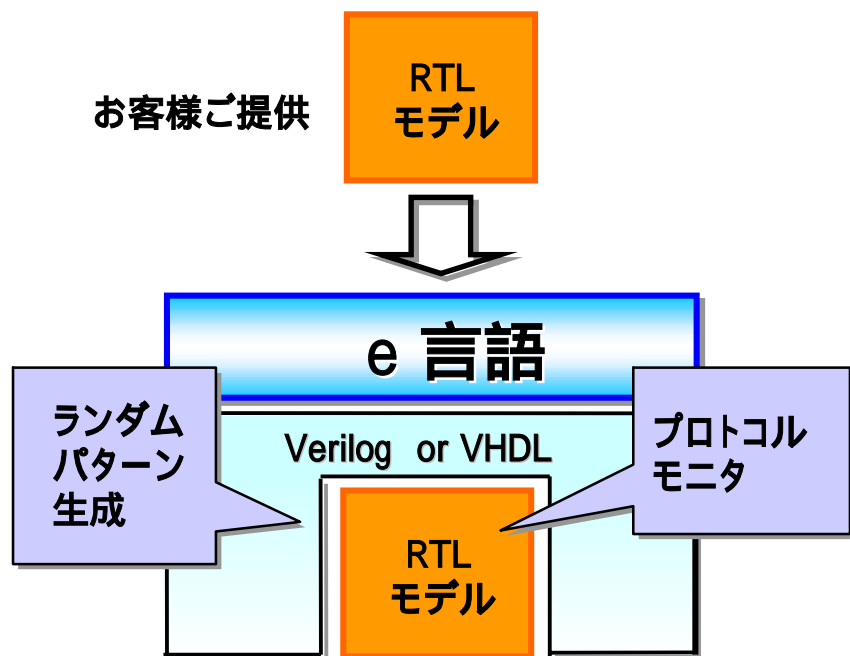 RTL
モデル
お客様ご提供
e 言語
ランダム
パターン
生成
Verilog or VHDL
プロトコル
モニタ
RTL
モデル